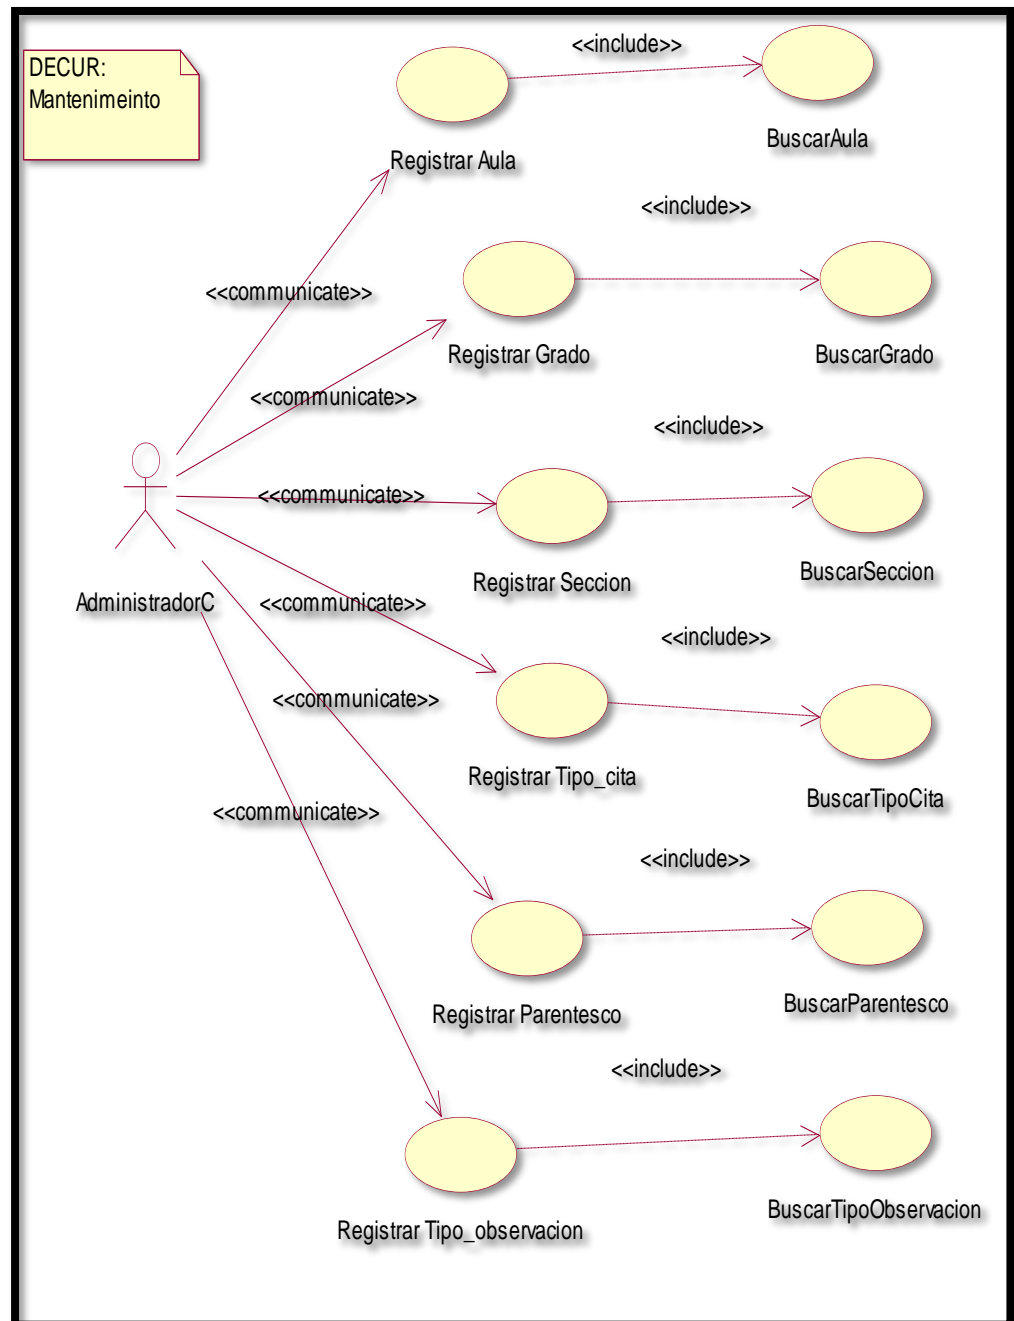 DECUR:
Mantenimeinto
<<include>>
Registrar Aula
BuscarAula
<<include>>
<<communicate>>
Registrar Grado
BuscarGrado
<<communicate>>
<<include>>
<<communicate>>
Registrar Seccion
BuscarSeccion
AdministradorC
<<communicate>>
<<include>>
<<communicate>>
Registrar Tipo_cita
BuscarTipoCita
<<communicate>>
<<include>>
Registrar Parentesco
BuscarParentesco
<<include>>
Registrar Tipo_observacion
BuscarTipoObservacion